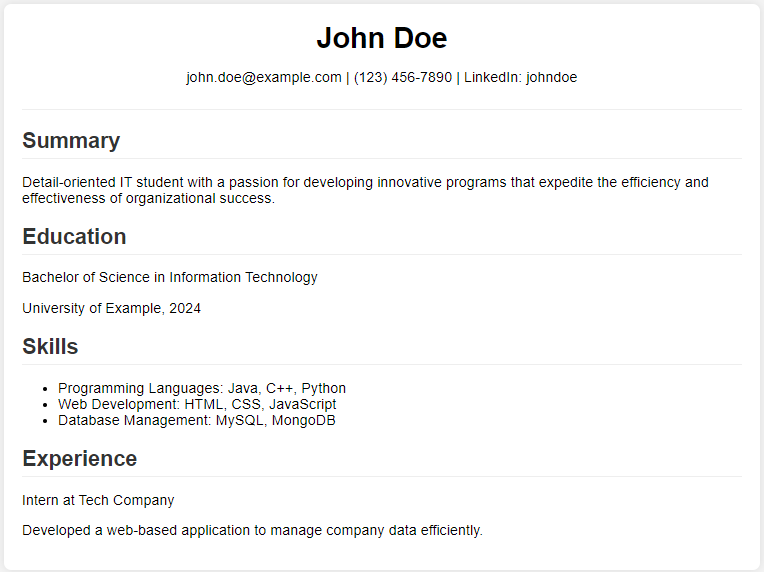 John Doe
john.doe@example.com | (123) 456-7890 | LinkedIn: johndoe
Summary
Detail-oriented IT student with a passion for developing innovative programs that expedite the efficiency and
effectiveness of organizational success.
Education
Bachelor of Science in Information Technology
University of Example, 2024
Skills
• Programming Languages: Java, C++, Python
• Web Development: HTML, CSS, JavaScript
• Database Management: MySQL, MongoDB
Experience
Intern at Tech Company
Developed a web-based application to manage company data efficiently.